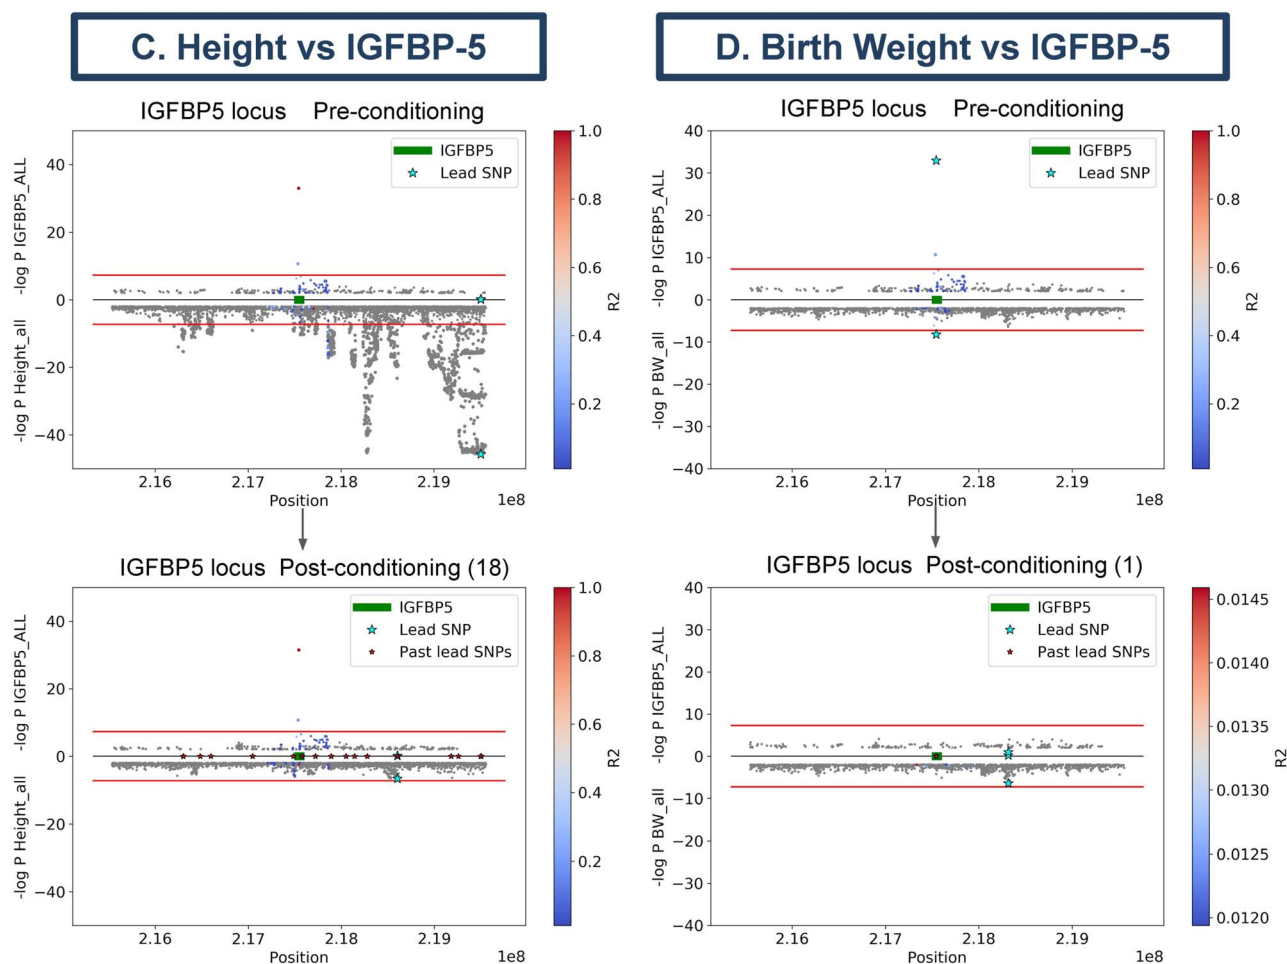 C. Height vs IGFBP-5
IGFBP5 locus Pre-conditioning
IGFBP5
Lead SNP
-log P IGFBP5_ALL
-log P Height_all
40
20
0
−20
−40
2.16
2.17
2.18
2.19
1e8
Position
1.0
0.8
0.6
0.4
0.2
R2
IGFBP5 locus Post-conditioning (18)
IGFBP5
Lead SNP
Past lead SNPs
-log P IGFBP5_ALL
-log P Height_all
40
20
0
−20
−40
2.16
2.17
2.18
2.19
1e8
Position
1.0
0.8
0.6
0.4
0.2
R2
D. Birth Weight vs IGFBP-5
IGFBP5 locus Pre-conditioning
IGFBP5
Lead SNP
-log P IGFBP5_ALL
-log P BW_all
40
30
20
10
0
−10
−20
−30
−40
2.16
2.17
2.18
2.19
1e8
Position
1.0
0.8
0.6
0.4
0.2
R2
IGFBP5 locus Post-conditioning (1)
IGFBP5
Lead SNP
Past lead SNPs
-log P IGFBP5_ALL
-log P BW_all
40
30
20
10
0
−10
−20
−30
−40
2.16
2.17
2.18
2.19
1e8
Position
0.0145
0.0140
0.0135
0.0130
0.0125
0.0120
R2